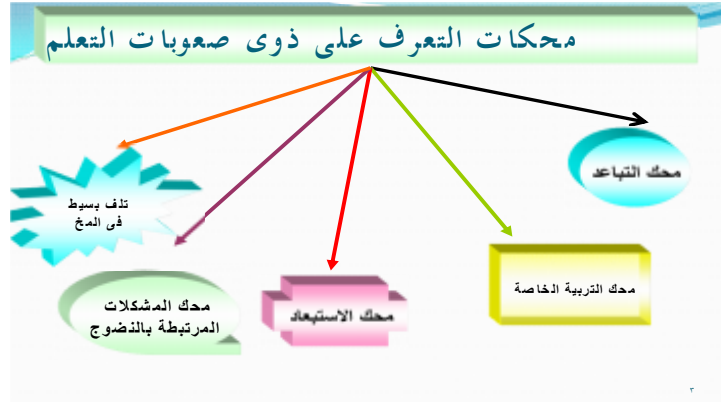 محكات التعرف على ذوى صعوبات التعلم
محك التباعد
محك التربية الخاصة
محك الاستبعاد
محك المشكلات
المرتبطة بالنضوج
تلف بسيط
فى المخ
٣